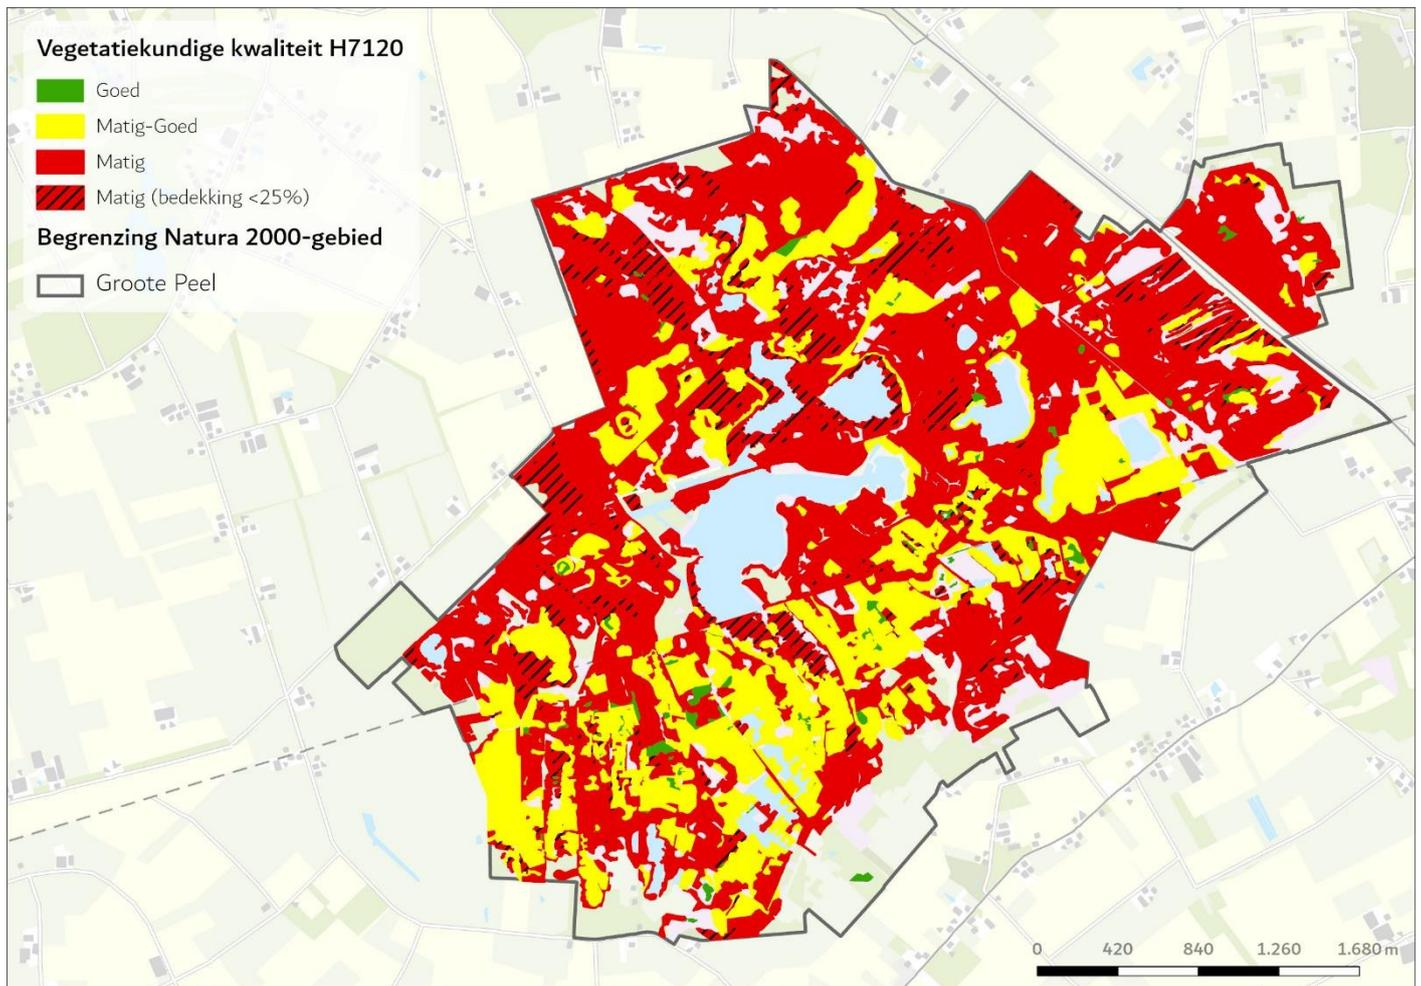 Vegetatiekundige kwaliteit H7120
Goed
Matig-Goed
Matig
Matig (bedekking <25%)
Begrenzing Natura 2000-gebied
Groote Peel
0 420 840 1.260 1.680 m